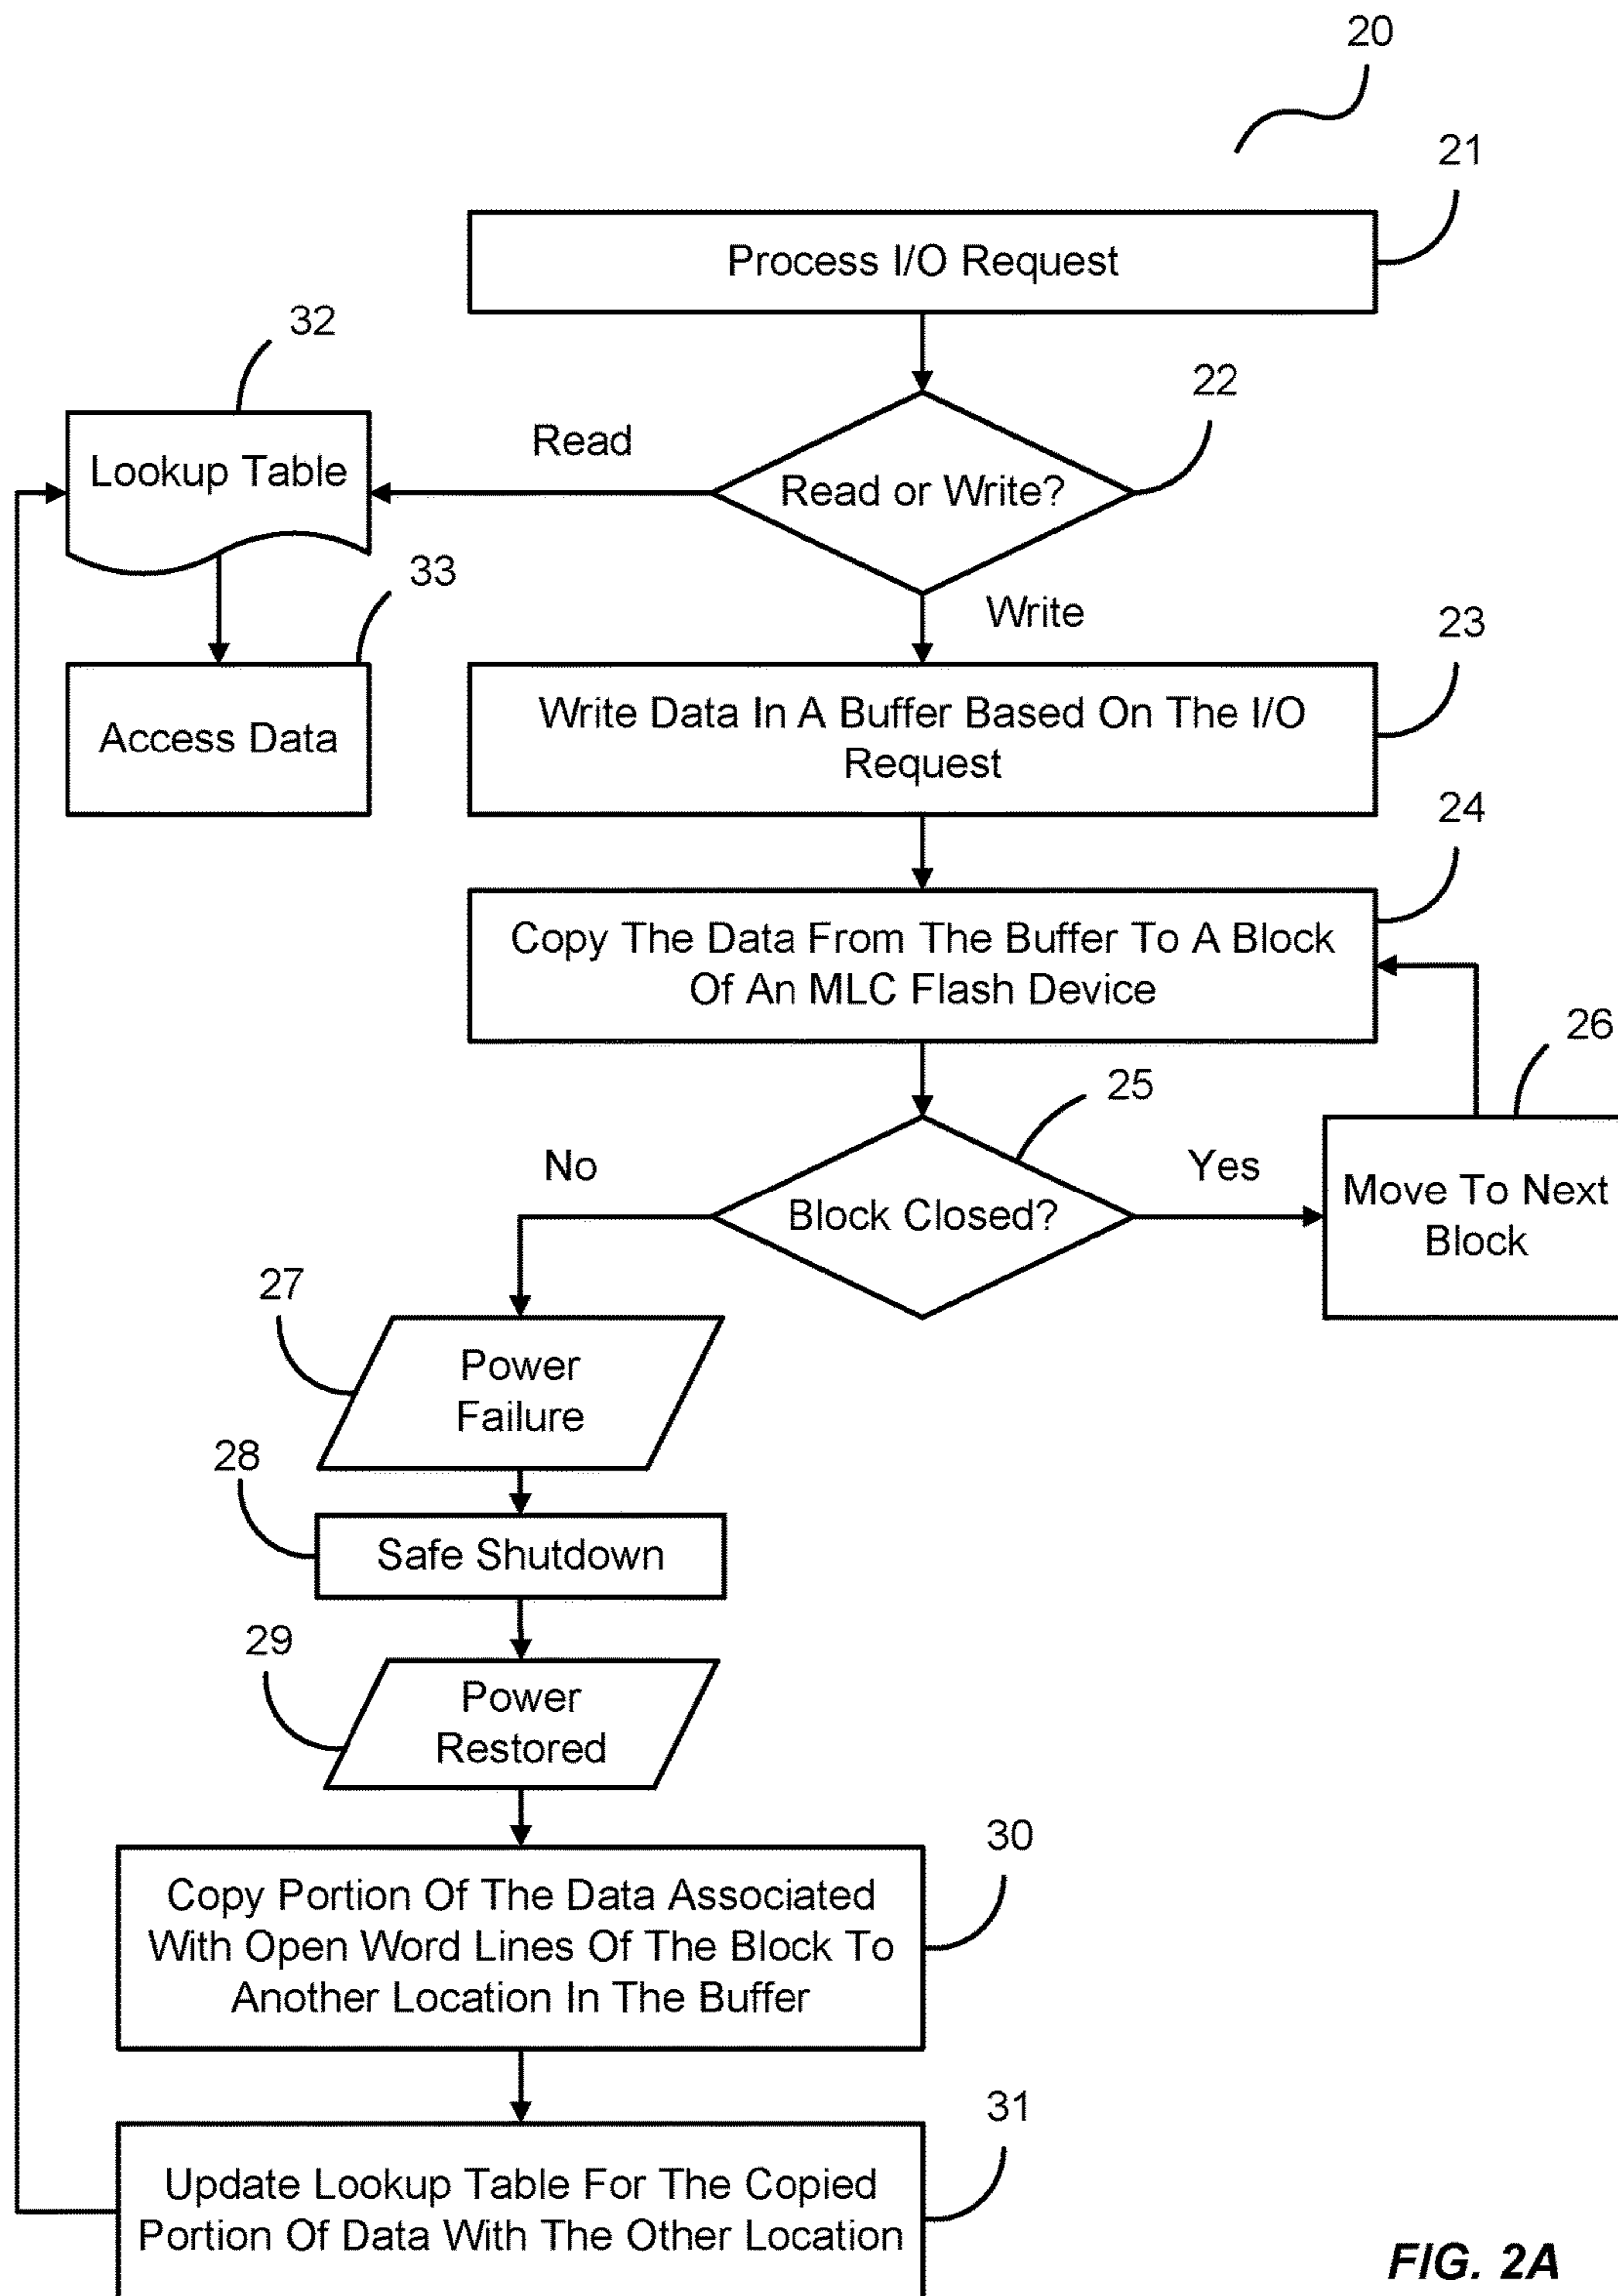 20
21
Process I/O Request
32
22
Read
Lookup Table
Read or Write?
33
Write
23
Access Data
Write Data In A Buffer Based On The I/O
Request
24
Copy The Data From The Buffer To A Block
Of An MLC Flash Device
26
25
No
Yes
Block Closed?
Move To Next
Block
27
Power
Failure
28
Safe Shutdown
29
Power
Restored
30
Copy Portion Of The Data Associated
With Open Word Lines Of The Block To
Another Location In The Buffer
31
Update Lookup Table For The Copied
Portion Of Data With The Other Location
FIG. 2A